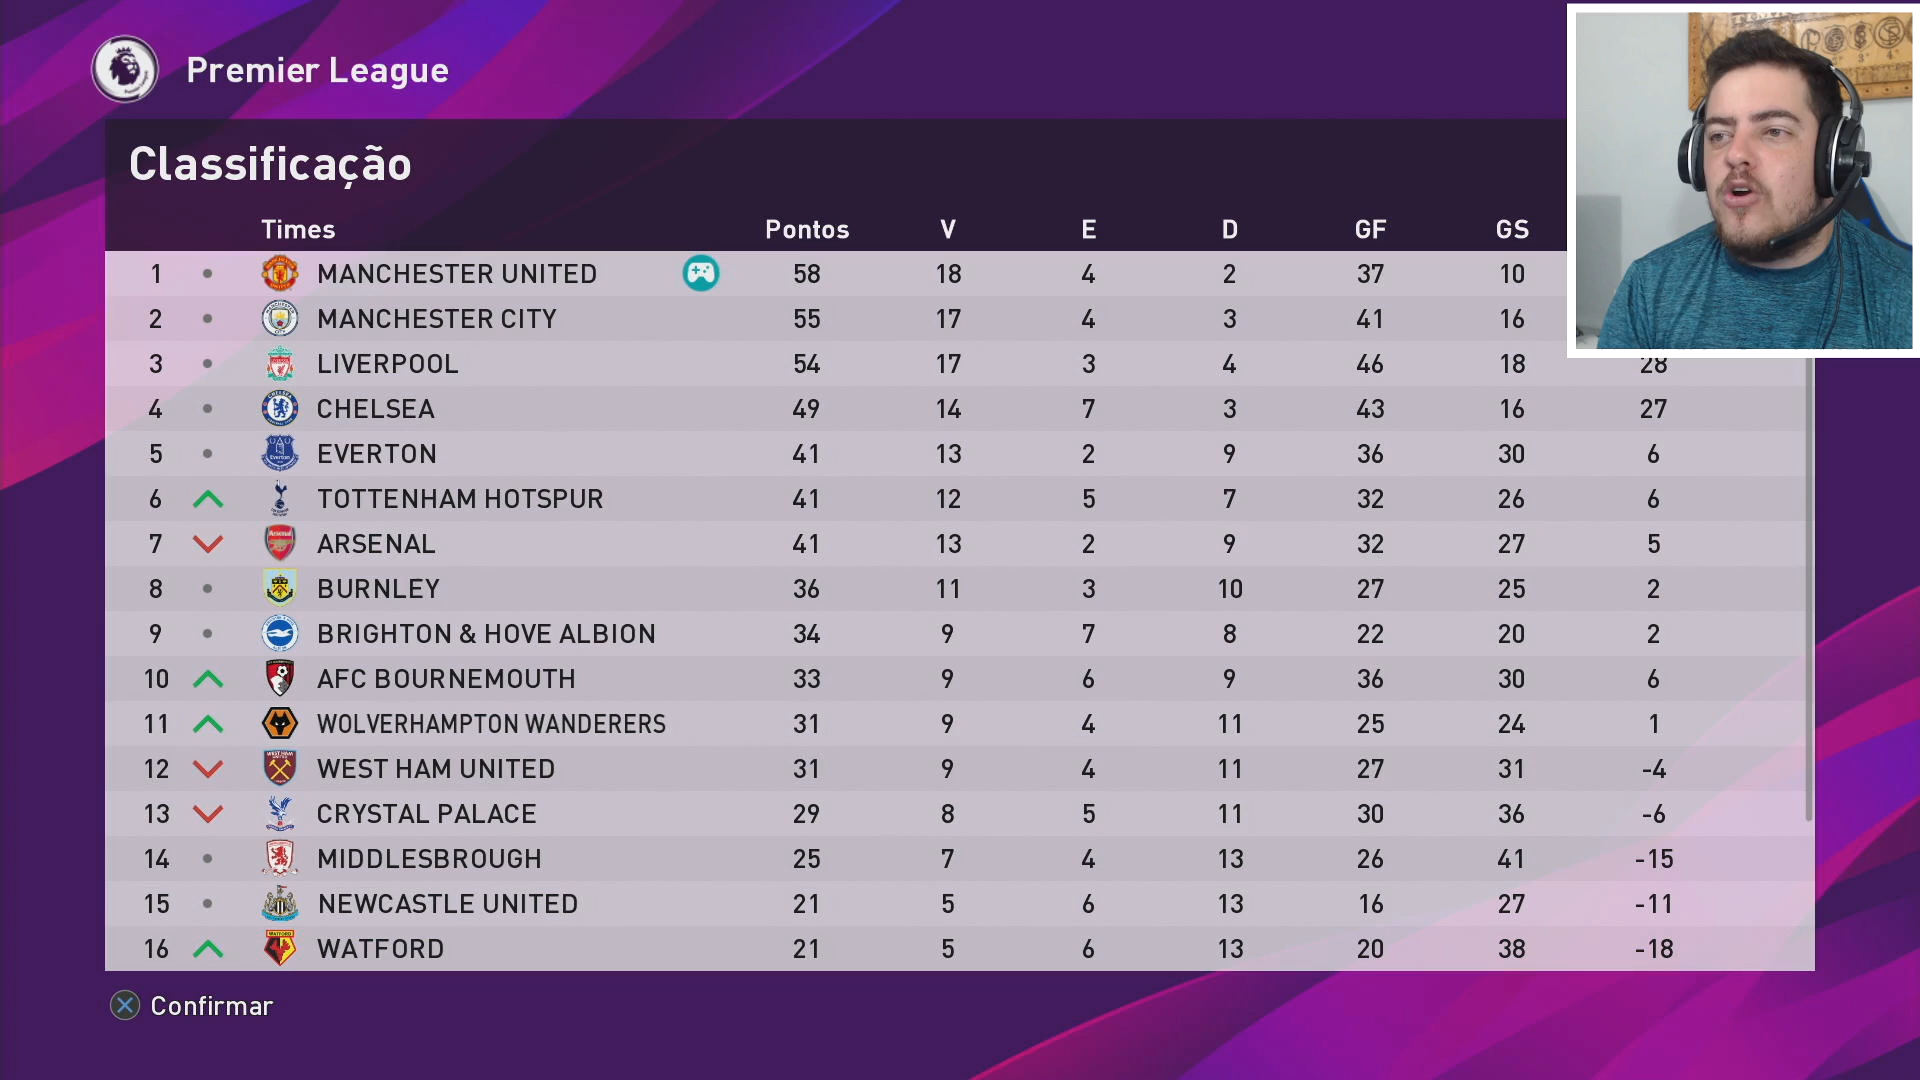 Premier League
Classificação
Times Pontos V E D GF GS
1 MANCHESTER UNITED 58 18 4 2 37 10
2 MANCHESTER CITY 55 17 4 3 41 16
3 LIVERPOOL 54 17 3 4 46 18 28
4 CHELSEA 49 14 7 3 43 16 27
5 EVERTON 41 13 2 9 36 30 6
6 TOTTENHAM HOTSPUR 41 12 5 7 32 26 6
7 ARSENAL 41 13 2 9 32 27 5
8 BURNLEY 36 11 3 10 27 25 2
9 BRIGHTON & HOVE ALBION 34 9 7 8 22 20 2
10 AFC BOURNEMOUTH 33 9 6 9 36 30 6
11 WOLVERHAMPTON WANDERERS 31 9 4 11 25 24 1
12 WEST HAM UNITED 31 9 4 11 27 31 -4
13 CRYSTAL PALACE 29 8 5 11 30 36 -6
14 MIDDLESBROUGH 25 7 4 13 26 41 -15
15 NEWCASTLE UNITED 21 5 6 13 16 27 -11
16 WATFORD 21 5 6 13 20 38 -18
Confirmar